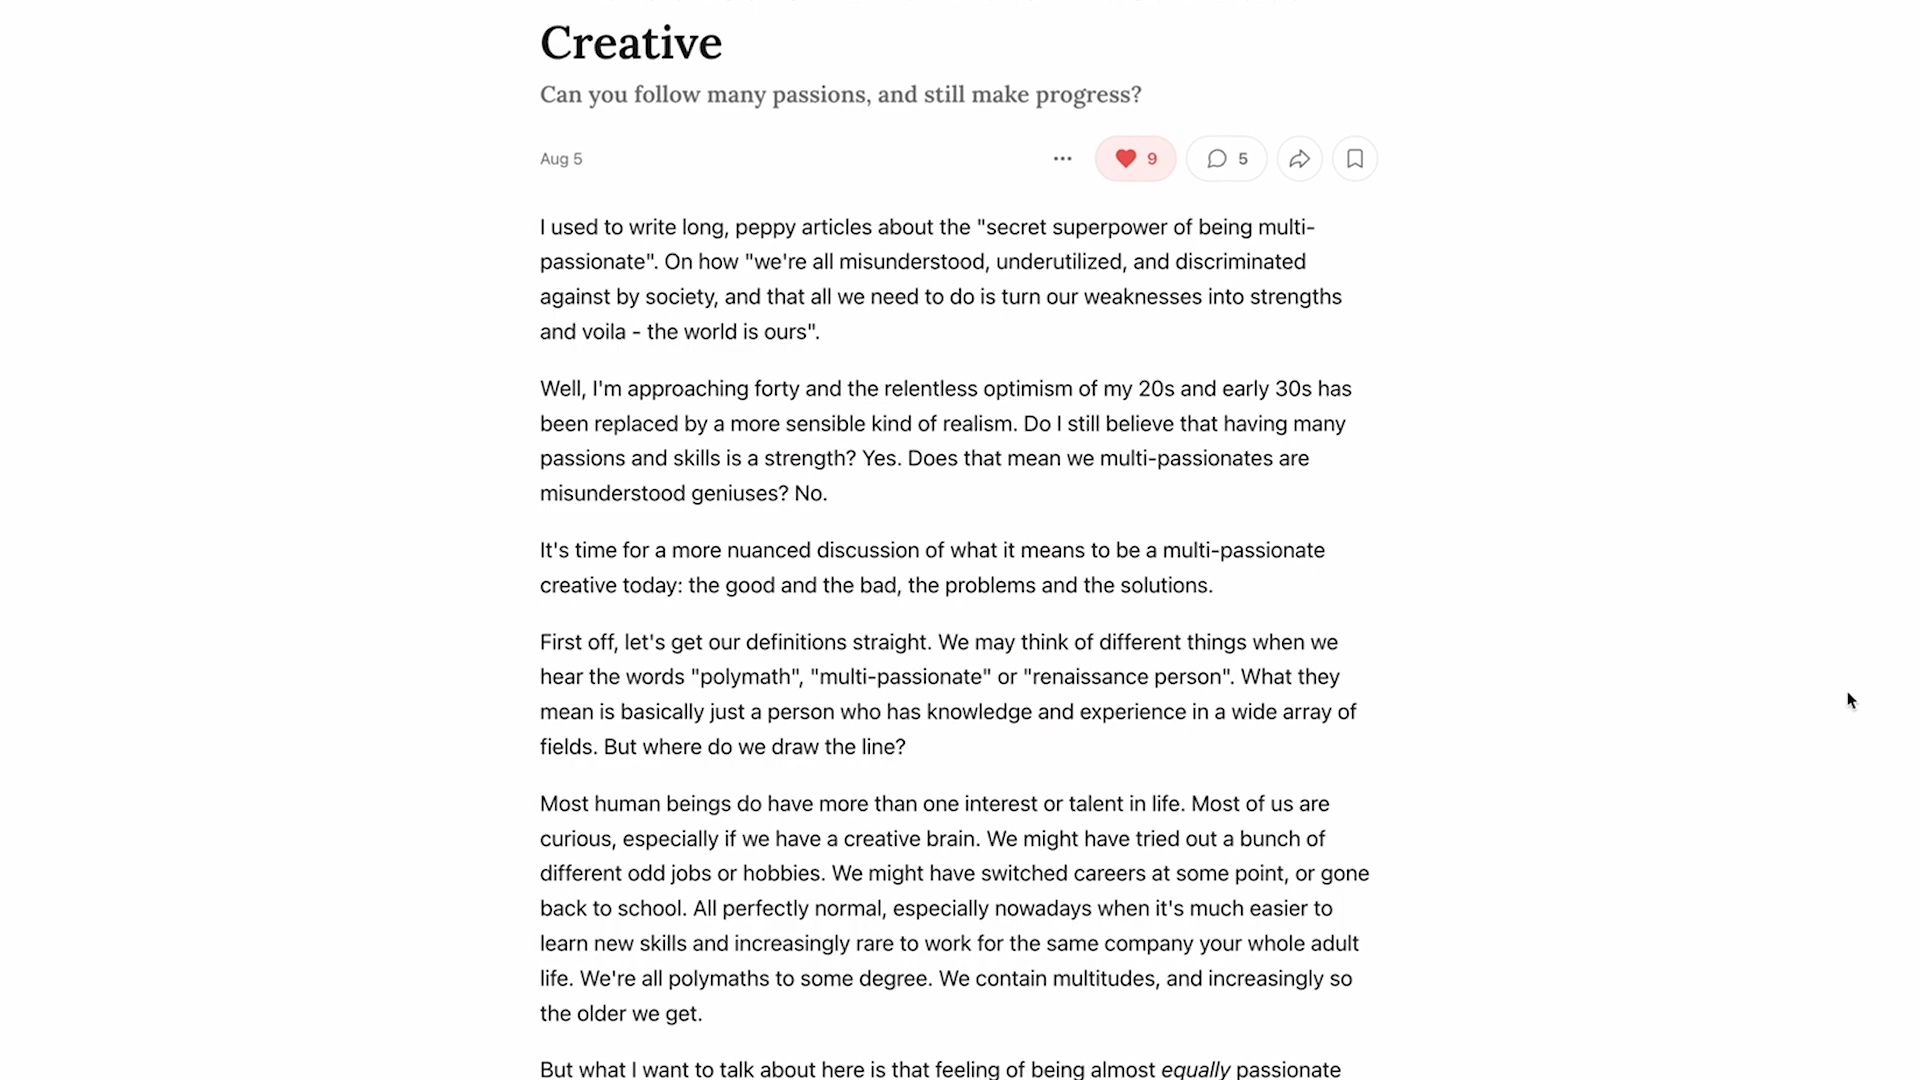 Creative
Can you follow many passions, and still make progress?
Aug 5
9
5
I used to write long, peppy articles about the "secret superpower of being multi-
passionate". On how "we're all misunderstood, underutilized, and discriminated
against by society, and that all we need to do is turn our weaknesses into strengths
and voila - the world is ours".
Well, I'm approaching forty and the relentless optimism of my 20s and early 30s has
been replaced by a more sensible kind of realism. Do I still believe that having many
passions and skills is a strength? Yes. Does that mean we multi-passionates are
misunderstood geniuses? No.
It's time for a more nuanced discussion of what it means to be a multi-passionate
creative today: the good and the bad, the problems and the solutions.
First off, let's get our definitions straight. We may think of different things when we
hear the words "polymath", "multi-passionate" or "renaissance person". What they
mean is basically just a person who has knowledge and experience in a wide array of
fields. But where do we draw the line?
Most human beings do have more than one interest or talent in life. Most of us are
curious, especially if we have a creative brain. We might have tried out a bunch of
different odd jobs or hobbies. We might have switched careers at some point, or gone
back to school. All perfectly normal, especially nowadays when it's much easier to
learn new skills and increasingly rare to work for the same company your whole adult
life. We're all polymaths to some degree. We contain multitudes, and increasingly so
the older we get.
But what I want to talk about here is that feeling of being almost equally passionate